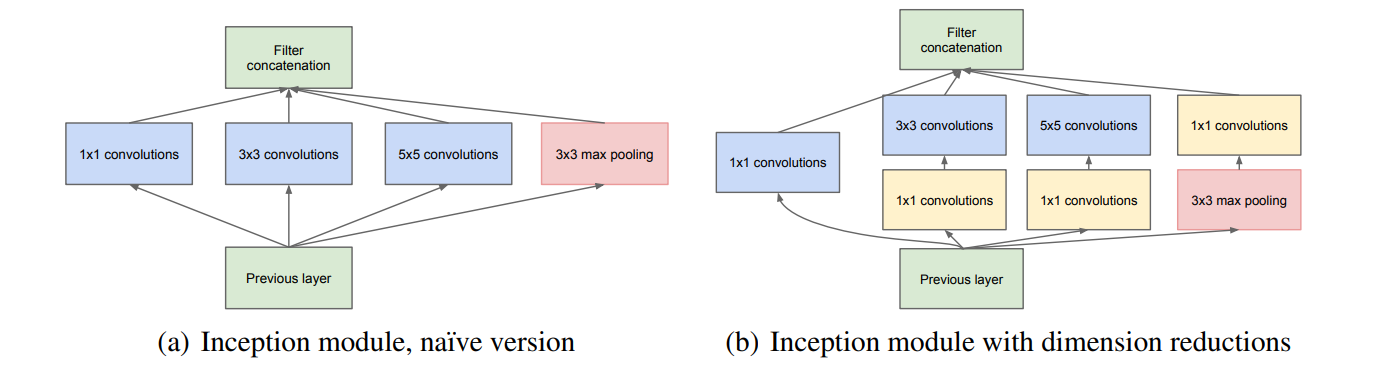 Filter
concatenation
1x1 convolutions
3x3 convolutions
5x5 convolutions
3x3 max pooling
Previous layer
(a) Inception module, naïve version
Filter
concatenation
3x3 convolutions
5x5 convolutions
1x1 convolutions
1x1 convolutions
1x1 convolutions
1x1 convolutions
3x3 max pooling
Previous layer
(b) Inception module with dimension reductions